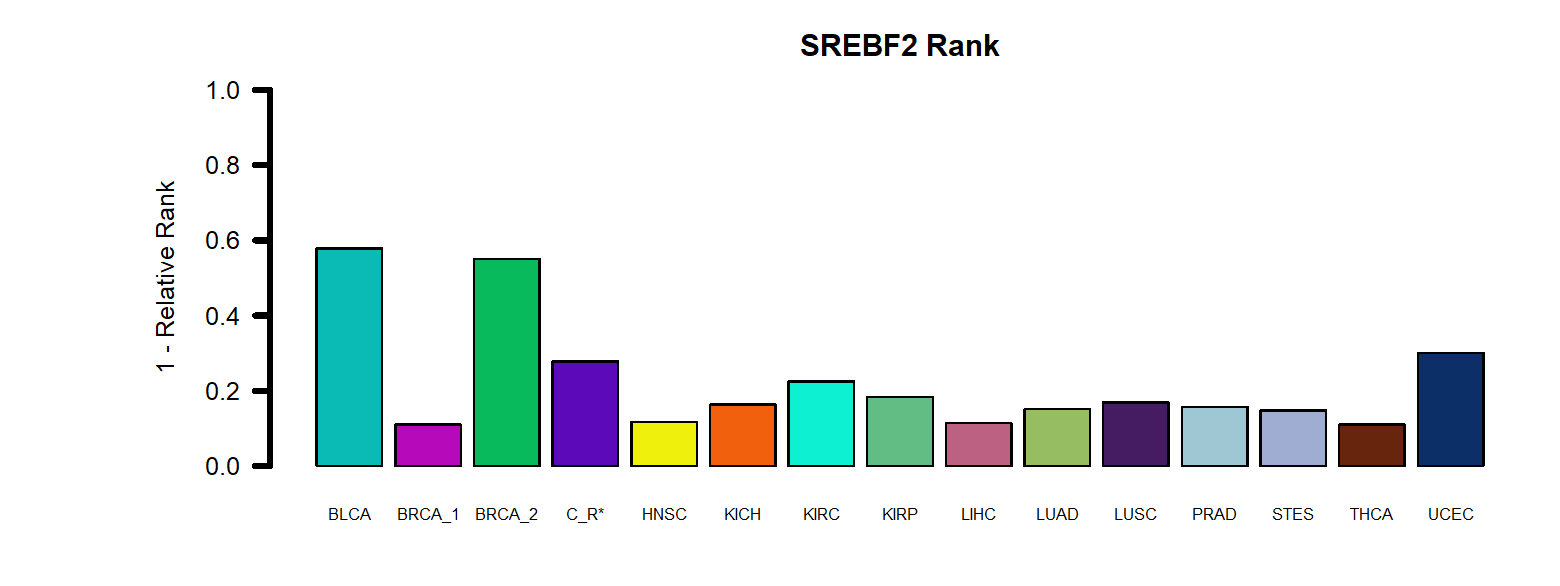 SREBF2 Rank
1 - Relative Rank
1.0
0.8
0.6
0.4
0.2
0.0
BLCA BRCA_1 BRCA_2 C_R* HNSC KICH KIRC KIRP LIHC LUAD LUSC PRAD STES THCA UCEC